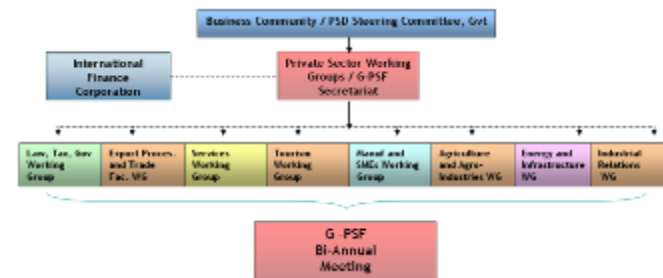 Business Community / PSD Steering Committee, Gvt
International
Finance
Corporation
Private Sector Working
Groups / G-PSF
Secretariat
Law, Tax, Gov
Working
Group
Export Proces.
and Trade
Fac. WG
Services
Working
Group
Tourism
Working
Group
Manuf and
SMEs Working
Group
Agriculture
and Agro-
Industries WG
Energy and
Infrastructure
WG
Industrial
Relations
WG
G -PSF
Bi-Annual
Meeting